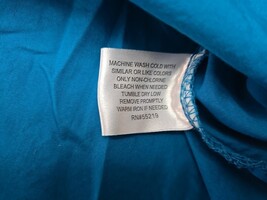 MACHINE WASH COLD WITH
SIMILAR OR LIKE COLORS
ONLY NON-CHLORINE
BLEACH WHEN NEEDED
TUMBLE DRY LOW
REMOVE PROMPTLY
WARM IRON IF NEEDED
RN#55219